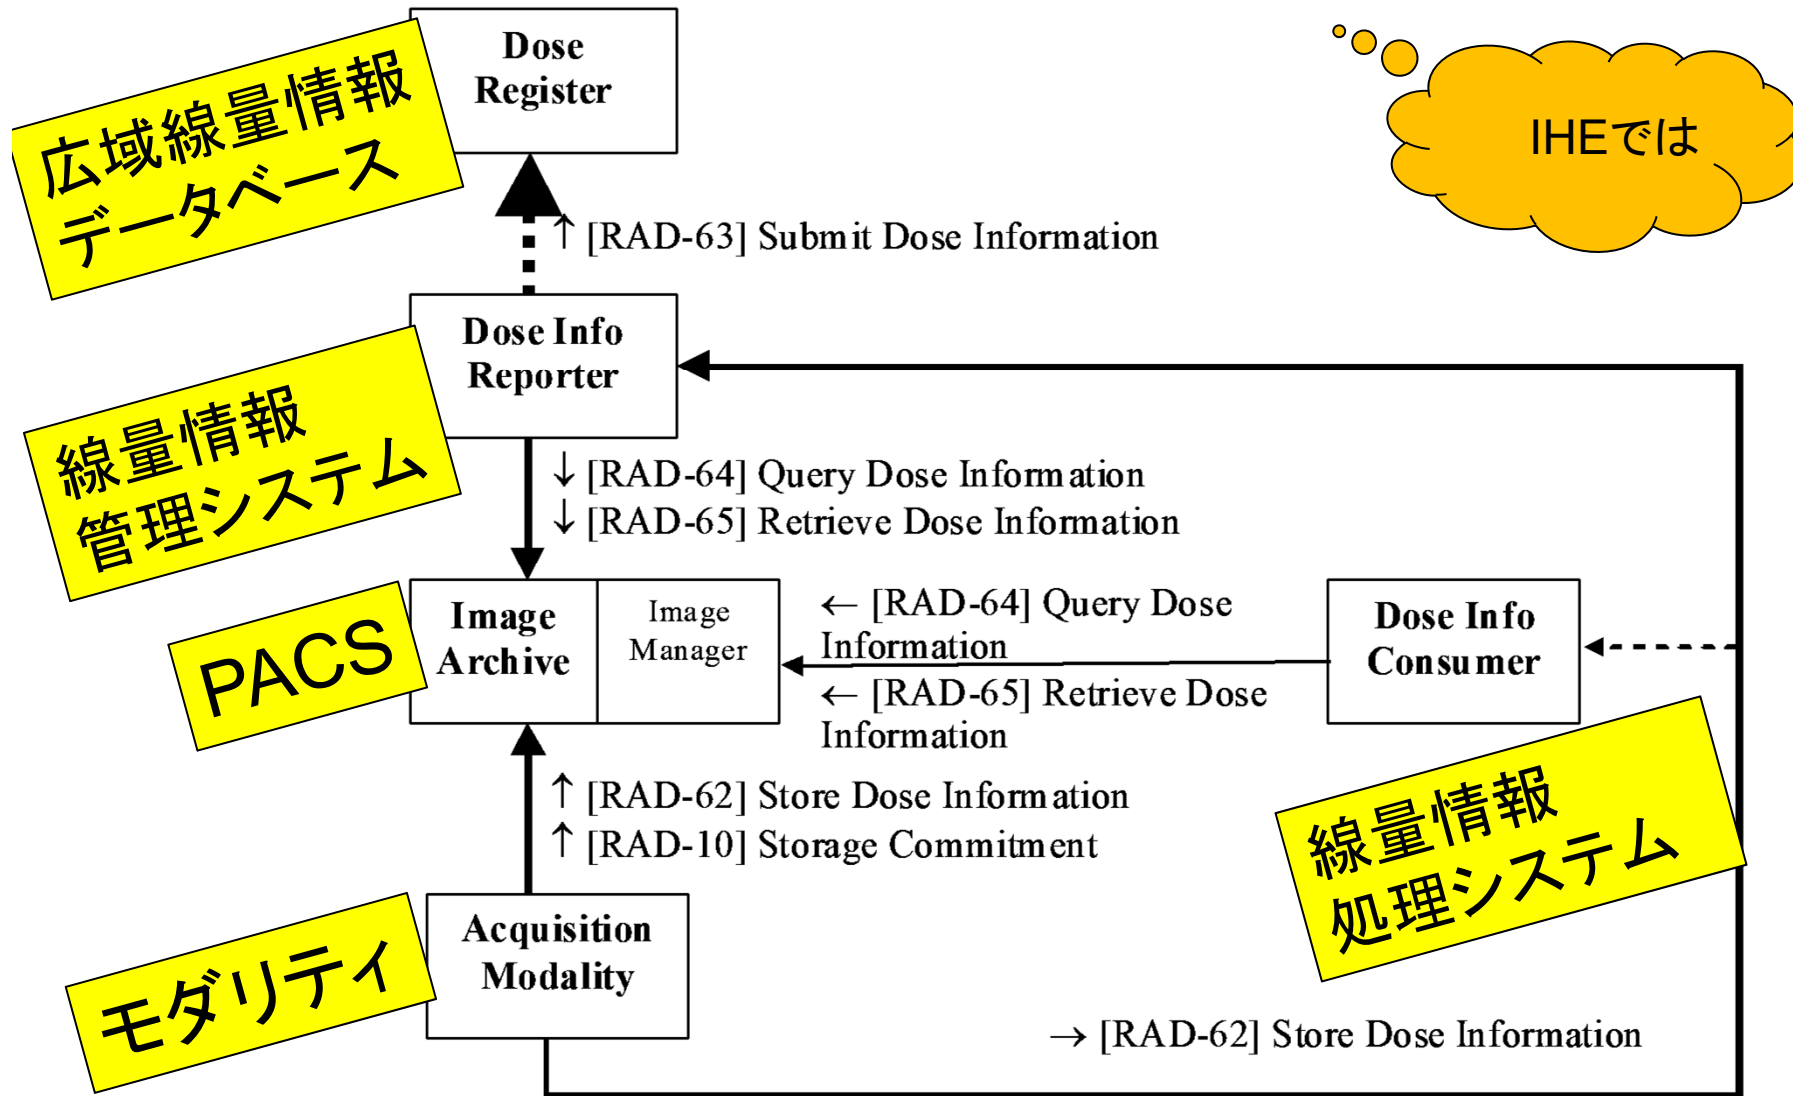 Dose
Register
広域線量情報
データベース
IHEでは
↑ [RAD-63] Submit Dose Information
Dose Info
Reporter
線量情報
管理システム
↓ [RAD-64] Query Dose Information
↓ [RAD-65] Retrieve Dose Information
PACS
Image
Archive
Image
Manager
← [RAD-64] Query Dose
Information
← [RAD-65] Retrieve Dose
Information
Dose Info
Consumer
線量情報
処理システム
↑ [RAD-62] Store Dose Information
↑ [RAD-10] Storage Commitment
モダリティ
Acquisition
Modality
→ [RAD-62] Store Dose Information